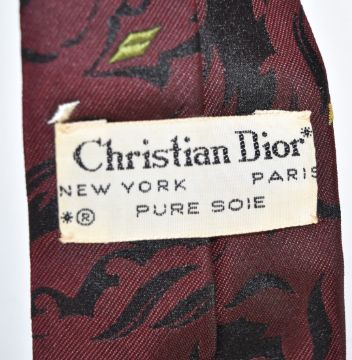 Christian Dior*
NEW YORK PARIS
*® PURE SOIE